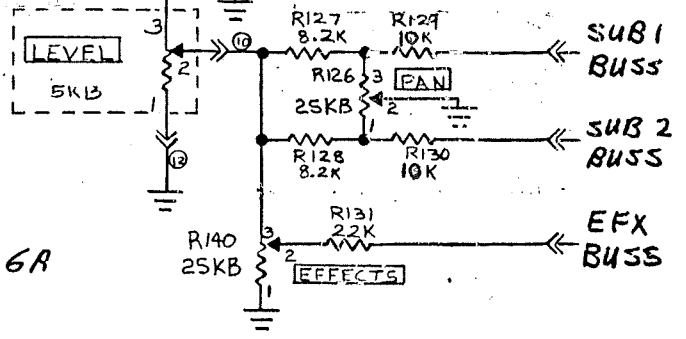 3
LEVEL
2
5KB
1
10
12
R127
8.2K
R129
10K
SUB 1
BUSS
R126
3
PAN
25KB
2
1
R128
8.2K
R130
10K
SUB 2
BUSS
R131
22K
EFX
BUSS
R140
25KB
3
2
EFFECTS
1
6A